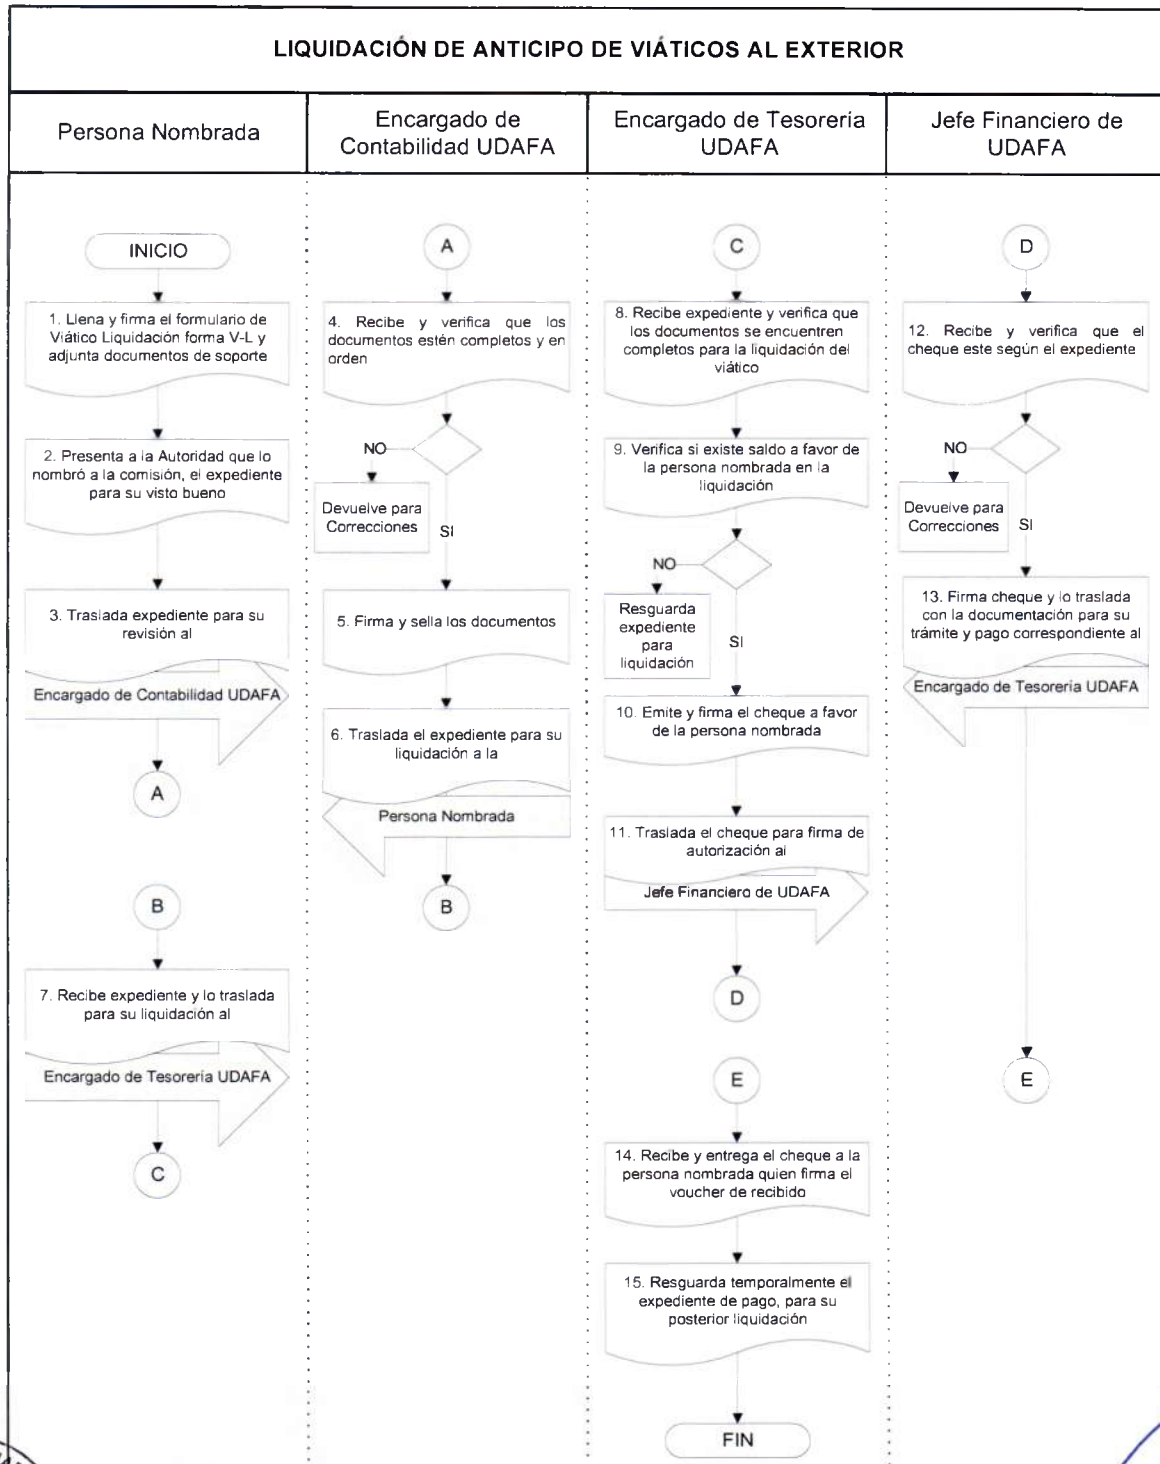 LIQUIDACIÓN DE ANTICIPO DE VIÁTICOS AL EXTERIOR
Persona Nombrada
Encargado de
Contabilidad UDAFA
Encargado de Tesorería
UDAFA
Jefe Financiero de
UDAFA
INICIO
1. Llena y firma el formulario de
Viático Liquidación forma V-L y
adjunta documentos de soporte
2. Presenta a la Autoridad que lo
nombró a la comisión, el expediente
para su visto bueno
3. Traslada expediente para su
revisión al
Encargado de Contabilidad UDAFA
A
B
7. Recibe expediente y lo traslada
para su liquidación al
Encargado de Tesorería UDAFA
C
A
4. Recibe y verifica que los
documentos estén completos y en
orden
NO
Devuelve para
Correcciones
SI
5. Firma y sella los documentos
6. Traslada el expediente para su
liquidación a la
Persona Nombrada
B
C
8. Recibe expediente y verifica que
los documentos se encuentren
completos para la liquidación del
viático
9. Verifica si existe saldo a favor de
la persona nombrada en la
liquidación
NO
Resguarda
expediente
para
liquidación
SI
10. Emite y firma el cheque a favor
de la persona nombrada
11. Traslada el cheque para firma de
autorización al
Jefe Financiero de UDAFA
D
E
14. Recibe y entrega el cheque a la
persona nombrada quien firma el
voucher de recibido
15. Resguarda temporalmente el
expediente de pago, para su
posterior liquidación
FIN
D
12. Recibe y verifica que el
cheque este según el expediente
NO
Devuelve para
Correcciones
SI
13. Firma cheque y lo traslada
con la documentación para su
trámite y pago correspondiente al
Encargado de Tesorería UDAFA
E